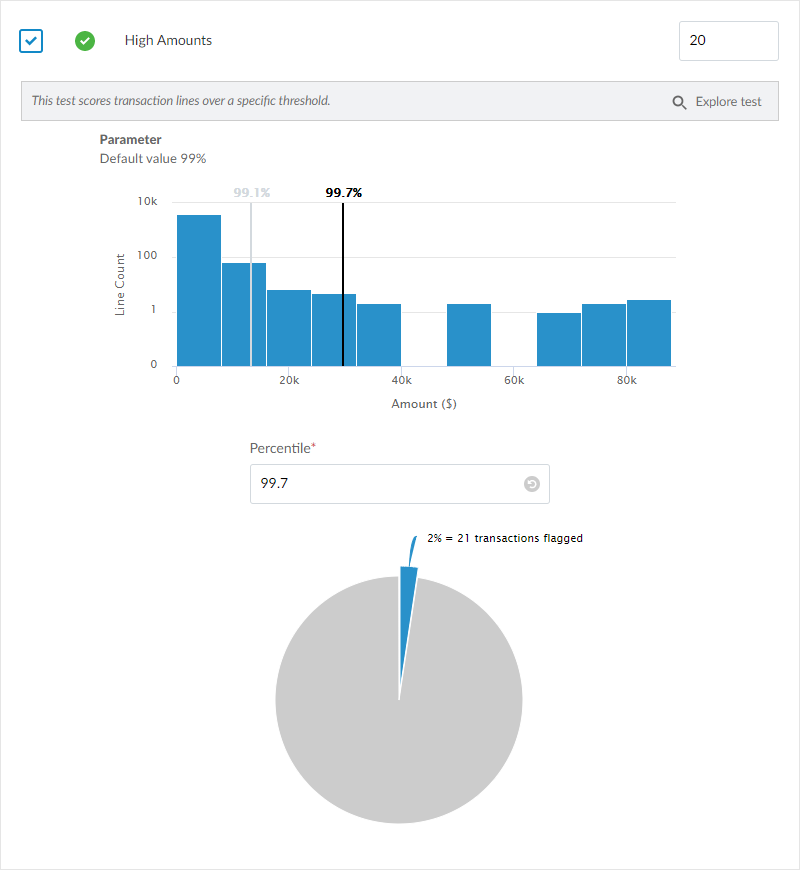 High Amounts
20
This test scores transaction lines over a specific threshold.
Explore test
Parameter
Default value 99%
99.1%
99.7%
10k
100
1
0
Line Count
0
20k
40k
60k
80k
Amount ($)
Percentile*
99.7
2% = 21 transactions flagged